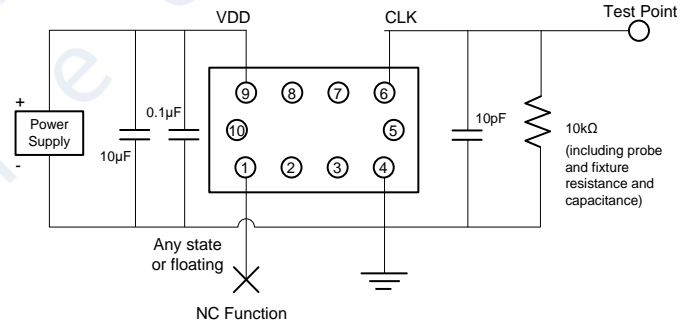 VDD
CLK
Test Point
+
Power
Supply
-
10µF
0.1µF
9
8
7
6
10
5
1
2
3
4
10pF
10kΩ
(including probe
and fixture
resistance and
capacitance)
Any state
or floating
NC Function